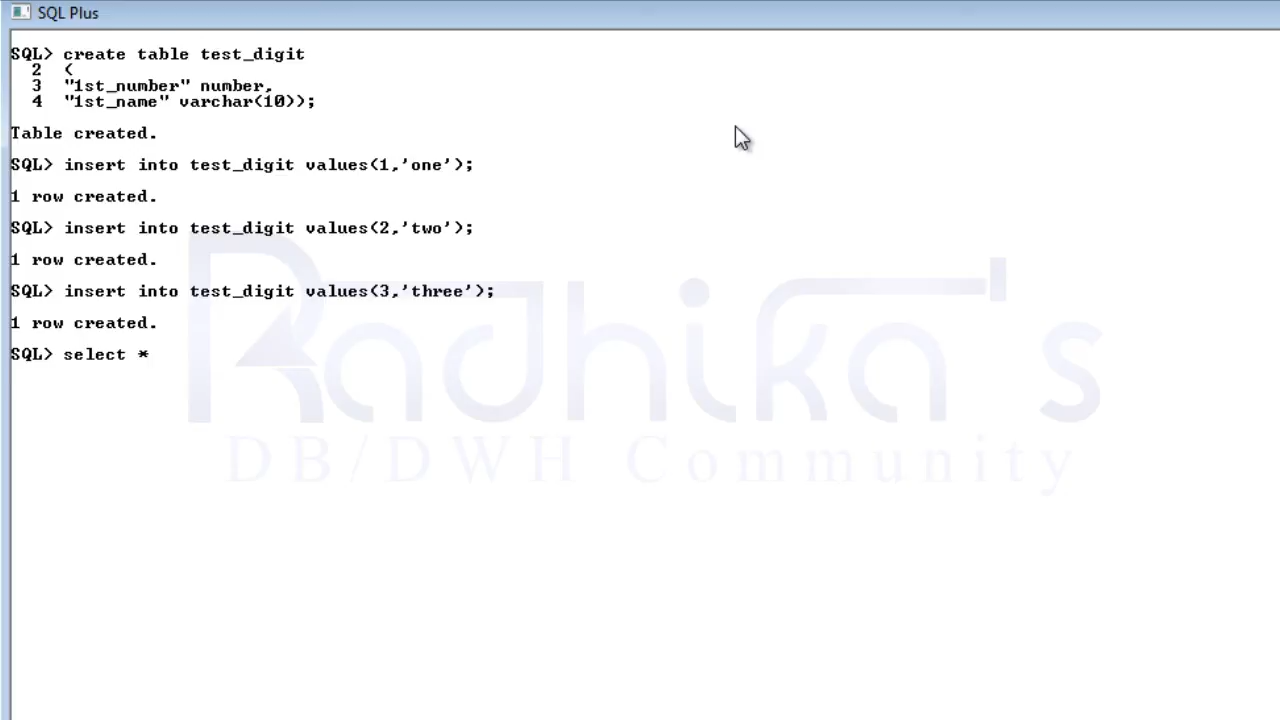 SQL Plus
SQL> create table test_digit
2 (
3 "1st_number" number,
4 "1st_name" varchar(10));
Table created.
SQL> insert into test_digit values(1,'one');
1 row created.
SQL> insert into test_digit values(2,'two');
1 row created.
SQL> insert into test_digit values(3,'three');
1 row created.
SQL> select *
Radhika's
DB/DWH Community